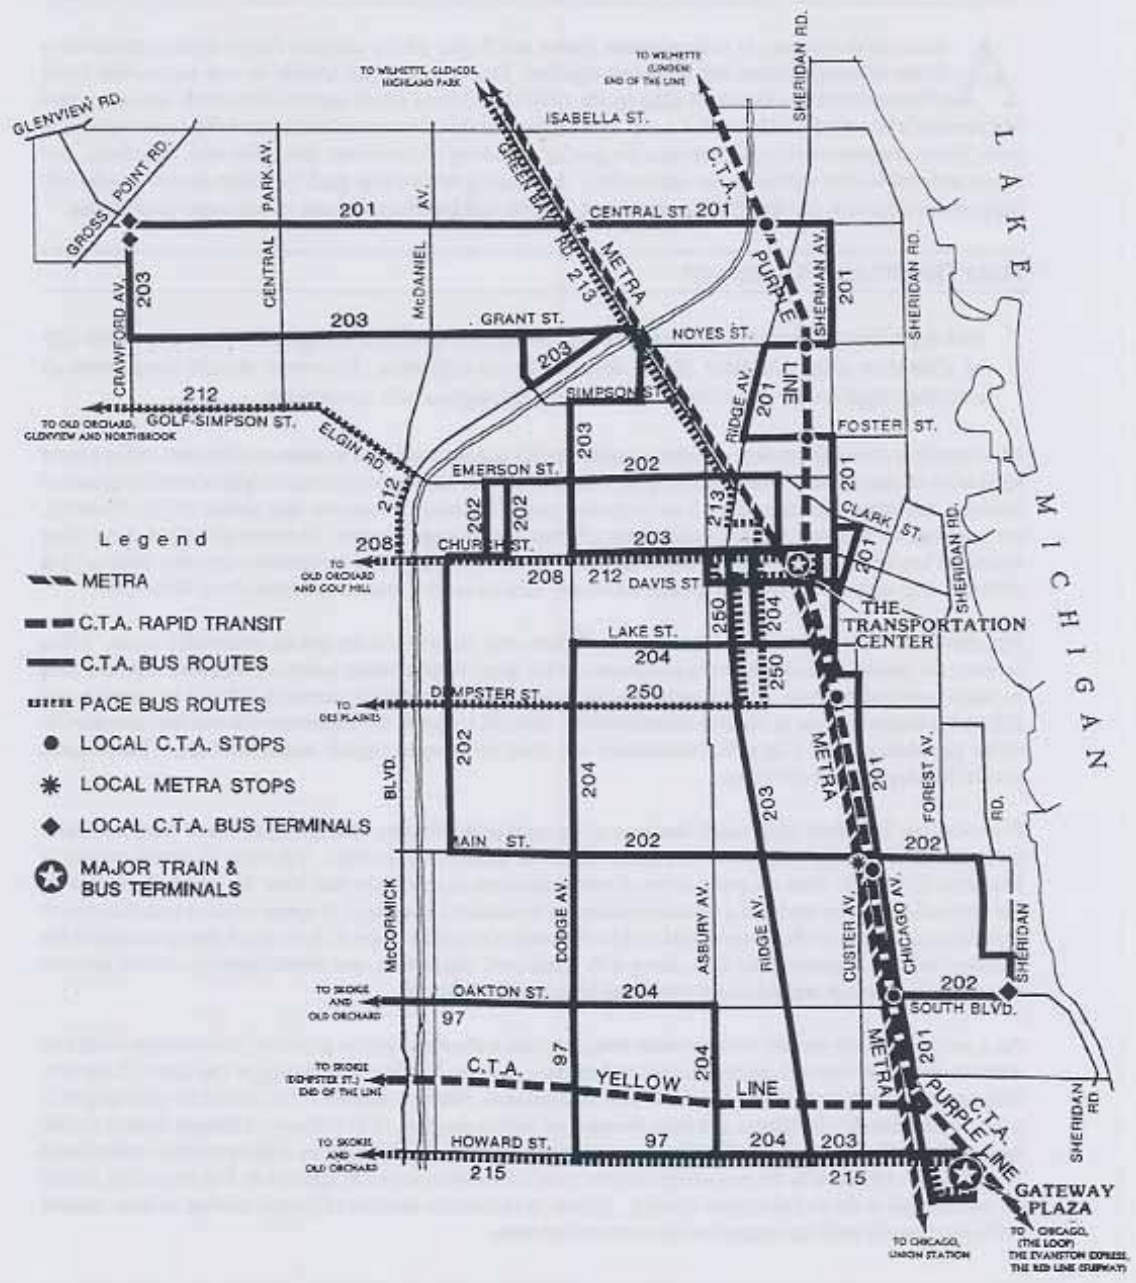 TO WILMETTE
(LINDEN)
END OF THE LINE
SHERIDAN RD.
TO WILMETTE, GLENCOE,
HIGHLAND PARK
GLENVIEW RD.
ISABELLA ST.
LAKE
GROSS POINT RD.
CENTRAL PARK AV.
McDANIEL AV.
GREEN BAY RD.
213
C.T.A.
PURPLE
LINE
201
CENTRAL ST. 201
METRA
SHERMAN AV.
201
SHERIDAN RD.
CRAWFORD AV.
203
203
GRANT ST.
NOYES ST.
203
SIMPSON ST.
RIDGE AV.
201
212
GOLF-SIMPSON ST.
TO OLD ORCHARD,
GLENVIEW AND NORTHBROOK
ELGIN RD.
212
FOSTER ST.
203
EMERSON ST.
202
201
202
202
213
CLARK ST.
201
SHERIDAN RD.
MICHIGAN
Legend
208
CHURCH ST.
203
TO
OLD ORCHARD
AND GOLF MILL
208
212
DAVIS ST.
250
204
THE
TRANSPORTATION
CENTER
METRA
C.T.A. RAPID TRANSIT
C.T.A. BUS ROUTES
PACE BUS ROUTES
LOCAL C.T.A. STOPS
LOCAL METRA STOPS
LOCAL C.T.A. BUS TERMINALS
MAJOR TRAIN &
BUS TERMINALS
LAKE ST.
204
250
TO
DES PLAINES
DEMPSTER ST.
250
202
204
203
METRA
201
FOREST AV.
RD.
BLVD.
MAIN ST.
202
202
McCORMICK
DODGE AV.
ASBURY AV.
RIDGE AV.
CUSTER AV.
CHICAGO AV.
SHERIDAN
TO SKOKIE
AND
OLD ORCHARD
OAKTON ST.
97
204
202
SOUTH BLVD.
97
204
METRA
201
TO SKOKIE
(DEMPSTER ST.)
END OF THE LINE
C.T.A.
YELLOW
LINE
C.T.A.
PURPLE LINE
SHERIDAN RD
TO SKOKIE
AND
OLD ORCHARD
HOWARD ST.
215
97
204
203
215
GATEWAY
PLAZA
TO CHICAGO,
UNION STATION
TO CHICAGO,
(THE LOOP)
THE EVANSTON EXPRESS,
THE RED LINE (SUBWAY)